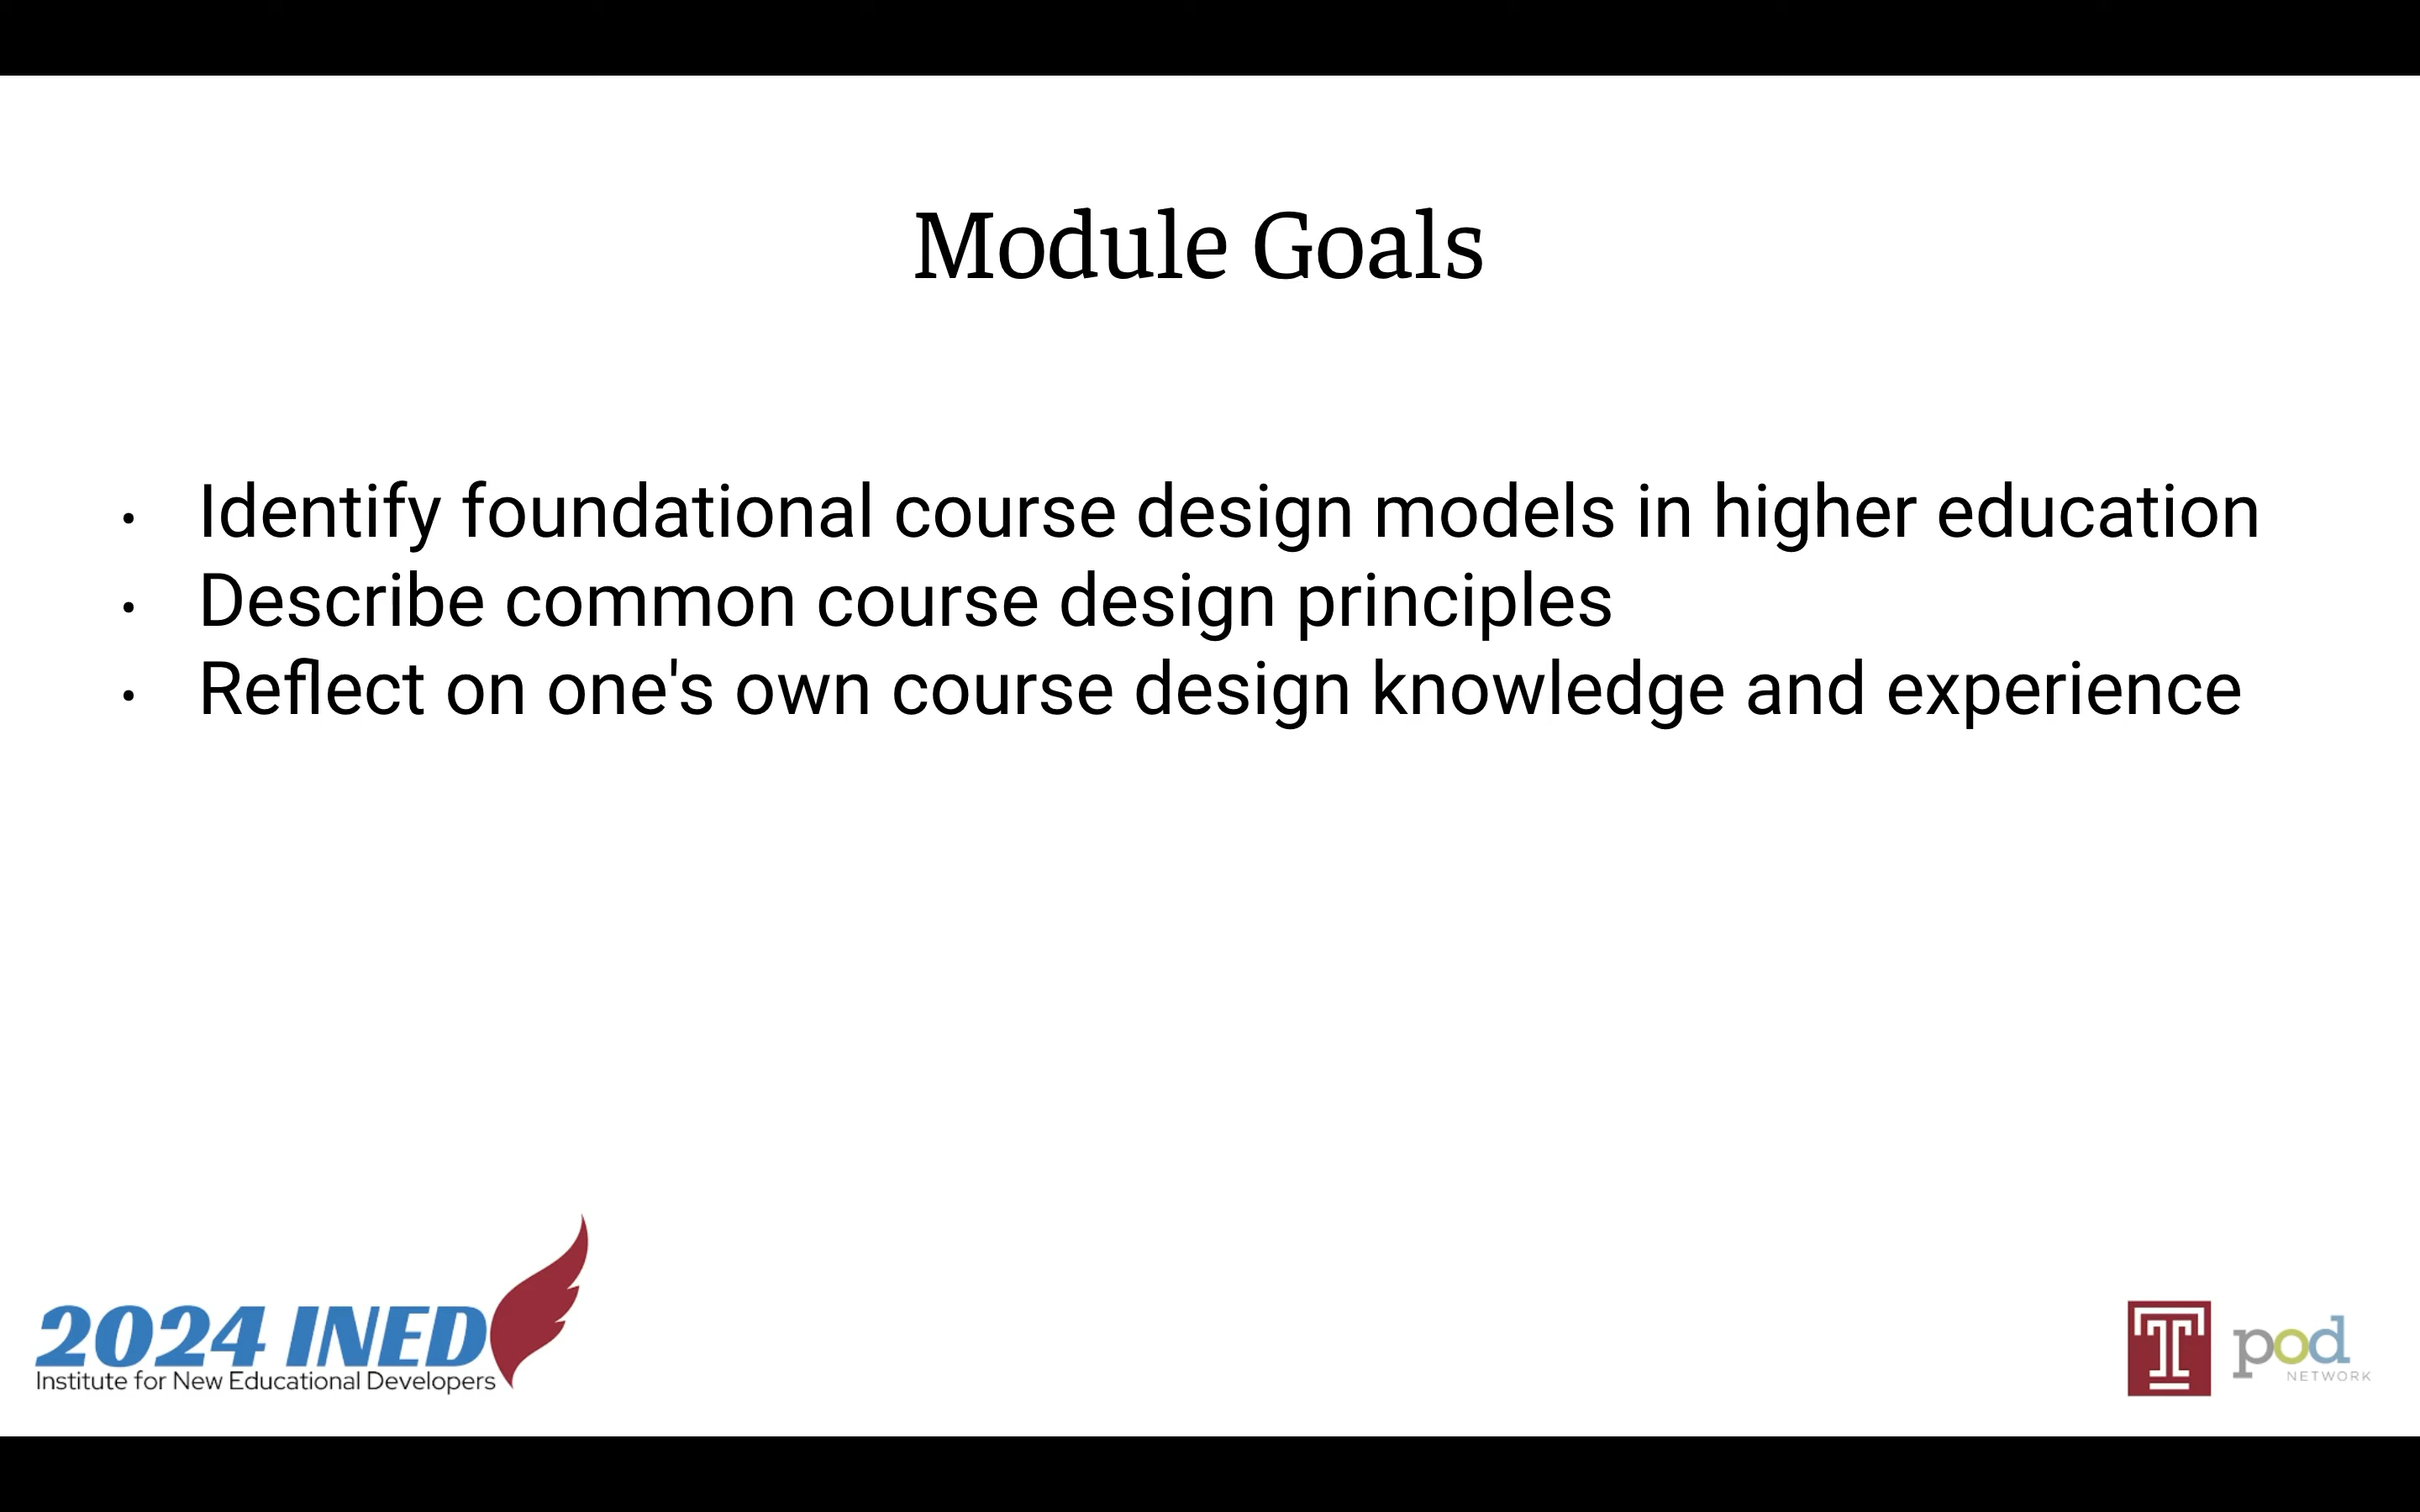 Module Goals
• Identify foundational course design models in higher education
• Describe common course design principles
• Reflect on one's own course design knowledge and experience
2024 INED
Institute for New Educational Developers
T
pod
NETWORK